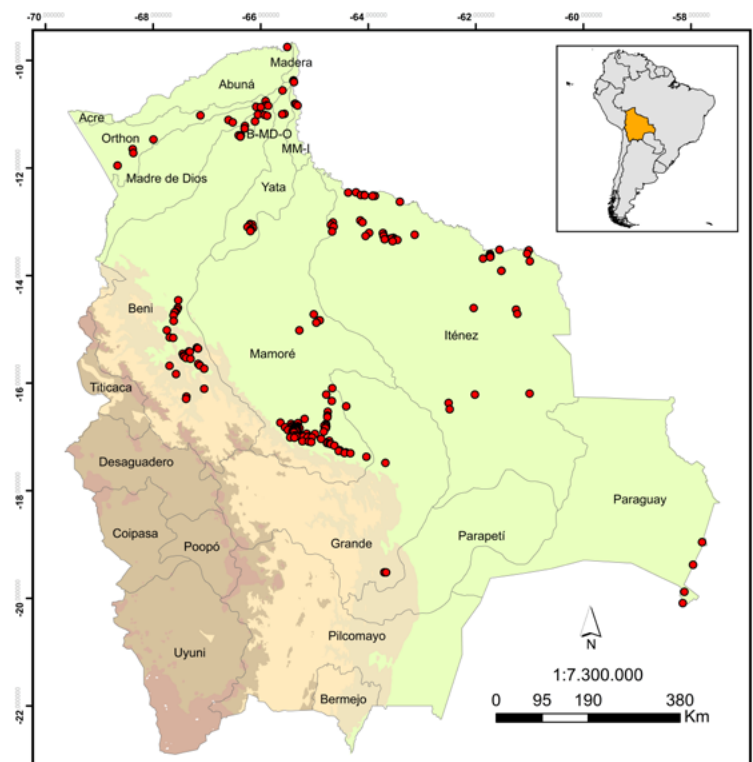 -70 -68 -66 -64 -62 -60 -58
-10
-12
-14
-16
-18
-20
-22
Madera
Abuná
Acre
Orthon
B-MD-O
MM-I
Madre de Dios
Yata
Beni
Iténez
Mamoré
Titicaca
Desaguadero
Paraguay
Coipasa
Poopó
Grande
Parapetí
Pilcomayo
Uyuni
Bermejo
N
1:7.300.000
0 95 190 380
Km